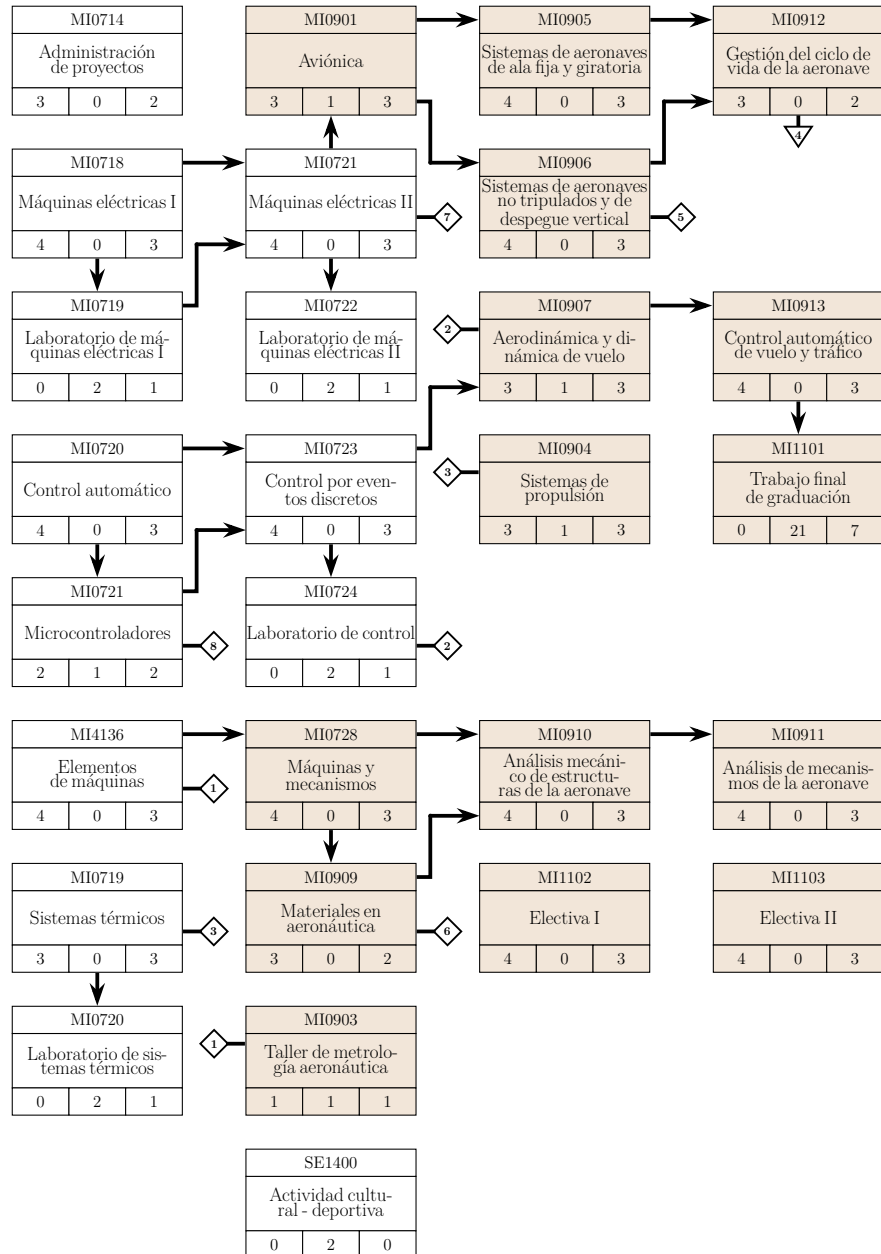 MI0714
Administración
de proyectos
3 0 2
MI0901
Aviónica
3 1 3
MI0905
Sistemas de aeronaves
de ala fija y giratoria
4 0 3
MI0912
Gestión del ciclo de
vida de la aeronave
3 0 2
4
MI0718
Máquinas eléctricas I
4 0 3
MI0721
Máquinas eléctricas II
4 0 3
7
MI0906
Sistemas de aeronaves
no tripulados y de
despegue vertical
4 0 3
5
MI0719
Laboratorio de má-
quinas eléctricas I
0 2 1
MI0722
Laboratorio de má-
quinas eléctricas II
0 2 1
2
MI0907
Aerodinámica y di-
námica de vuelo
3 1 3
MI0913
Control automático
de vuelo y tráfico
4 0 3
MI0720
Control automático
4 0 3
MI0723
Control por even-
tos discretos
4 0 3
3
MI0904
Sistemas de
propulsión
3 1 3
MI1101
Trabajo final
de graduación
0 21 7
MI0721
Microcontroladores
2 1 2
8
MI0724
Laboratorio de control
0 2 1
2
MI4136
Elementos
de máquinas
4 0 3
1
MI0728
Máquinas y
mecanismos
4 0 3
MI0910
Análisis mecáni-
co de estructu-
ras de la aeronave
4 0 3
MI0911
Análisis de mecanis-
mos de la aeronave
4 0 3
MI0719
Sistemas térmicos
3 0 3
3
MI0909
Materiales en
aeronáutica
3 0 2
6
MI1102
Electiva I
4 0 3
MI1103
Electiva II
4 0 3
MI0720
Laboratorio de sis-
temas térmicos
0 2 1
1
MI0903
Taller de metrolo-
gía aeronáutica
1 1 1
SE1400
Actividad cultu-
ral - deportiva
0 2 0